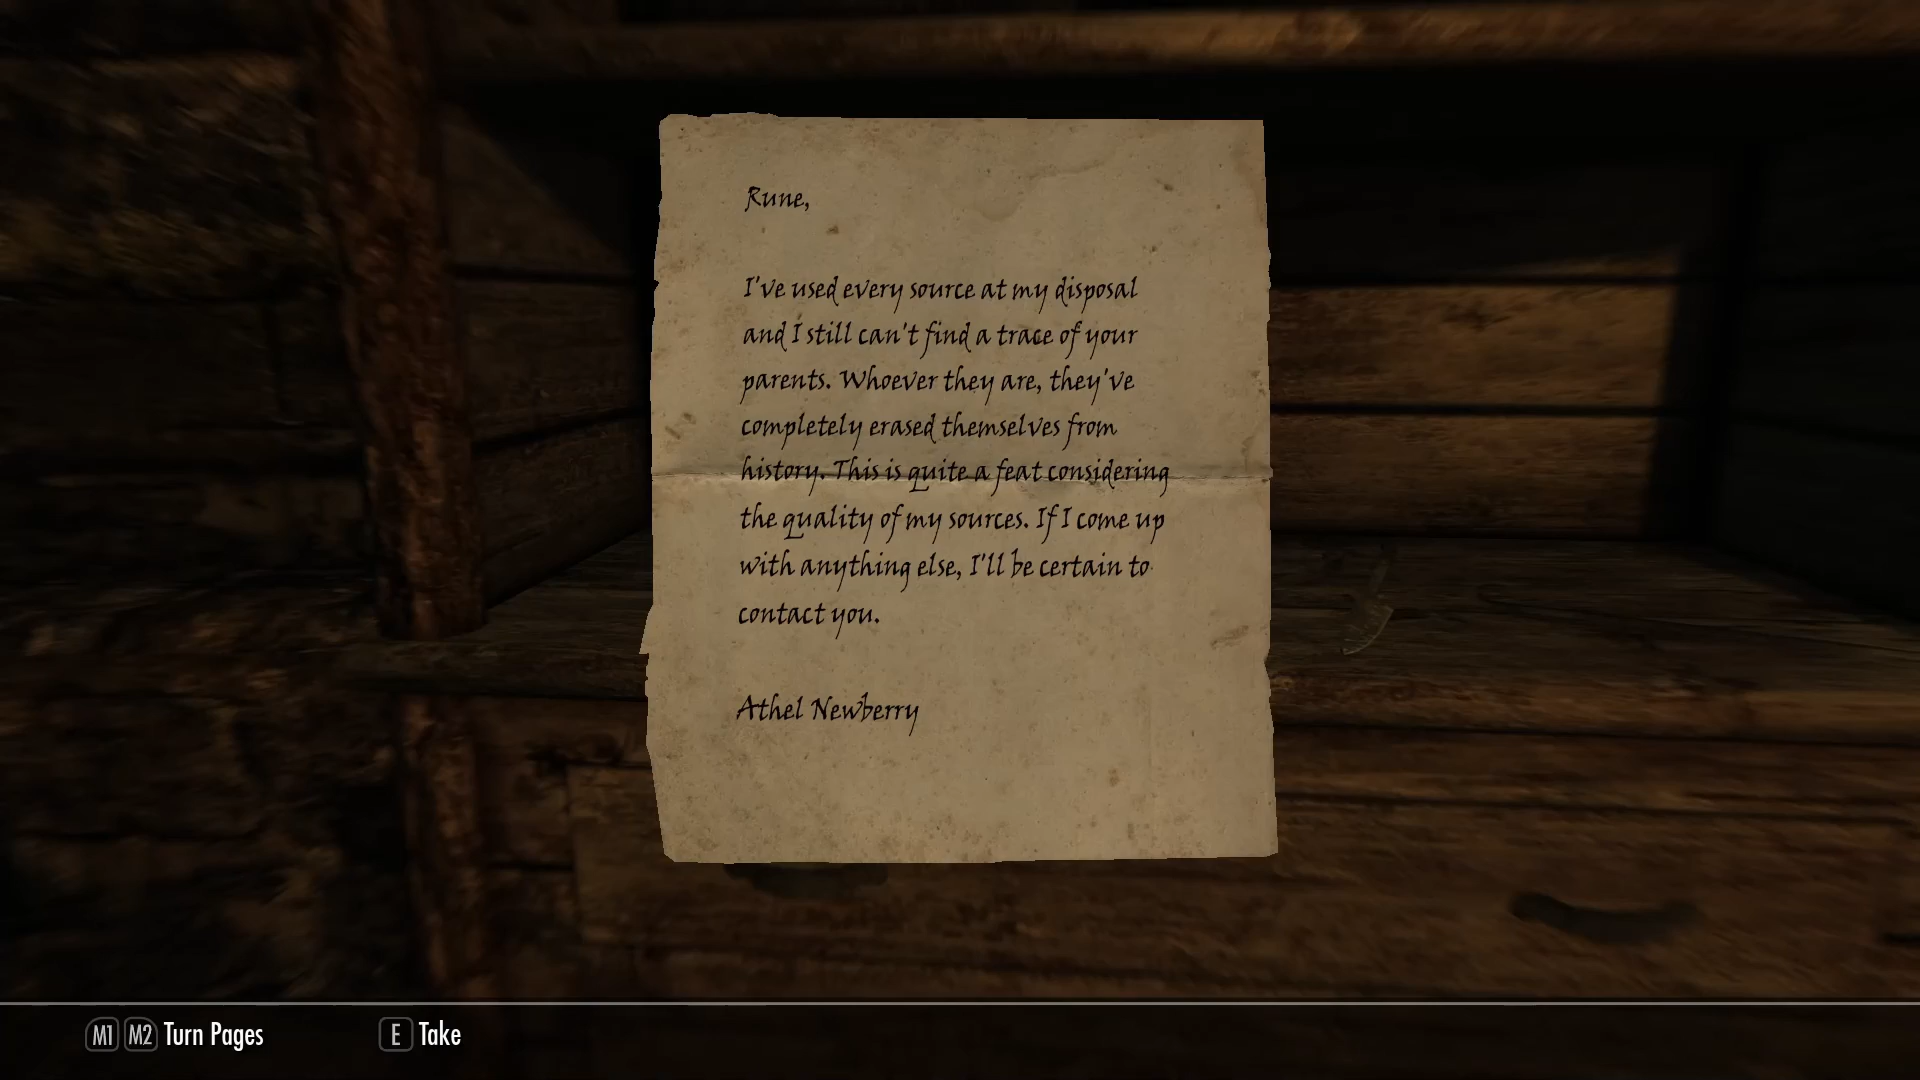 Rune,
I've used every source at my disposal
and I still can't find a trace of your
parents. Whoever they are, they've
completely erased themselves from
history. This is quite a feat considering
the quality of my sources. If I come up
with anything else, I'll be certain to
contact you.
Athel Newberry
M1 M2 Turn Pages
E Take